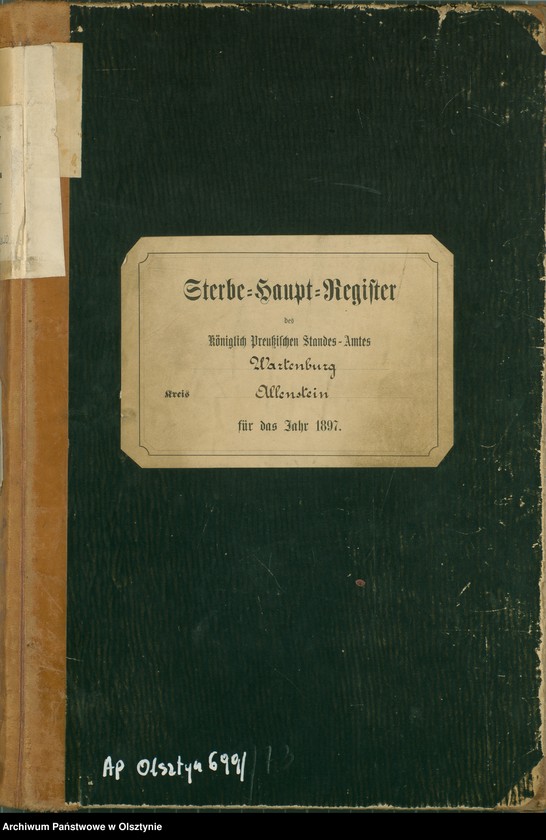 Sterbe=Haupt=Register
des
Königlich Preußischen Standes-Amtes
Wartenburg
Kreis Allenstein
für das Jahr 1897.
AP Olsztyn 699/13
Archiwum Państwowe w Olsztynie